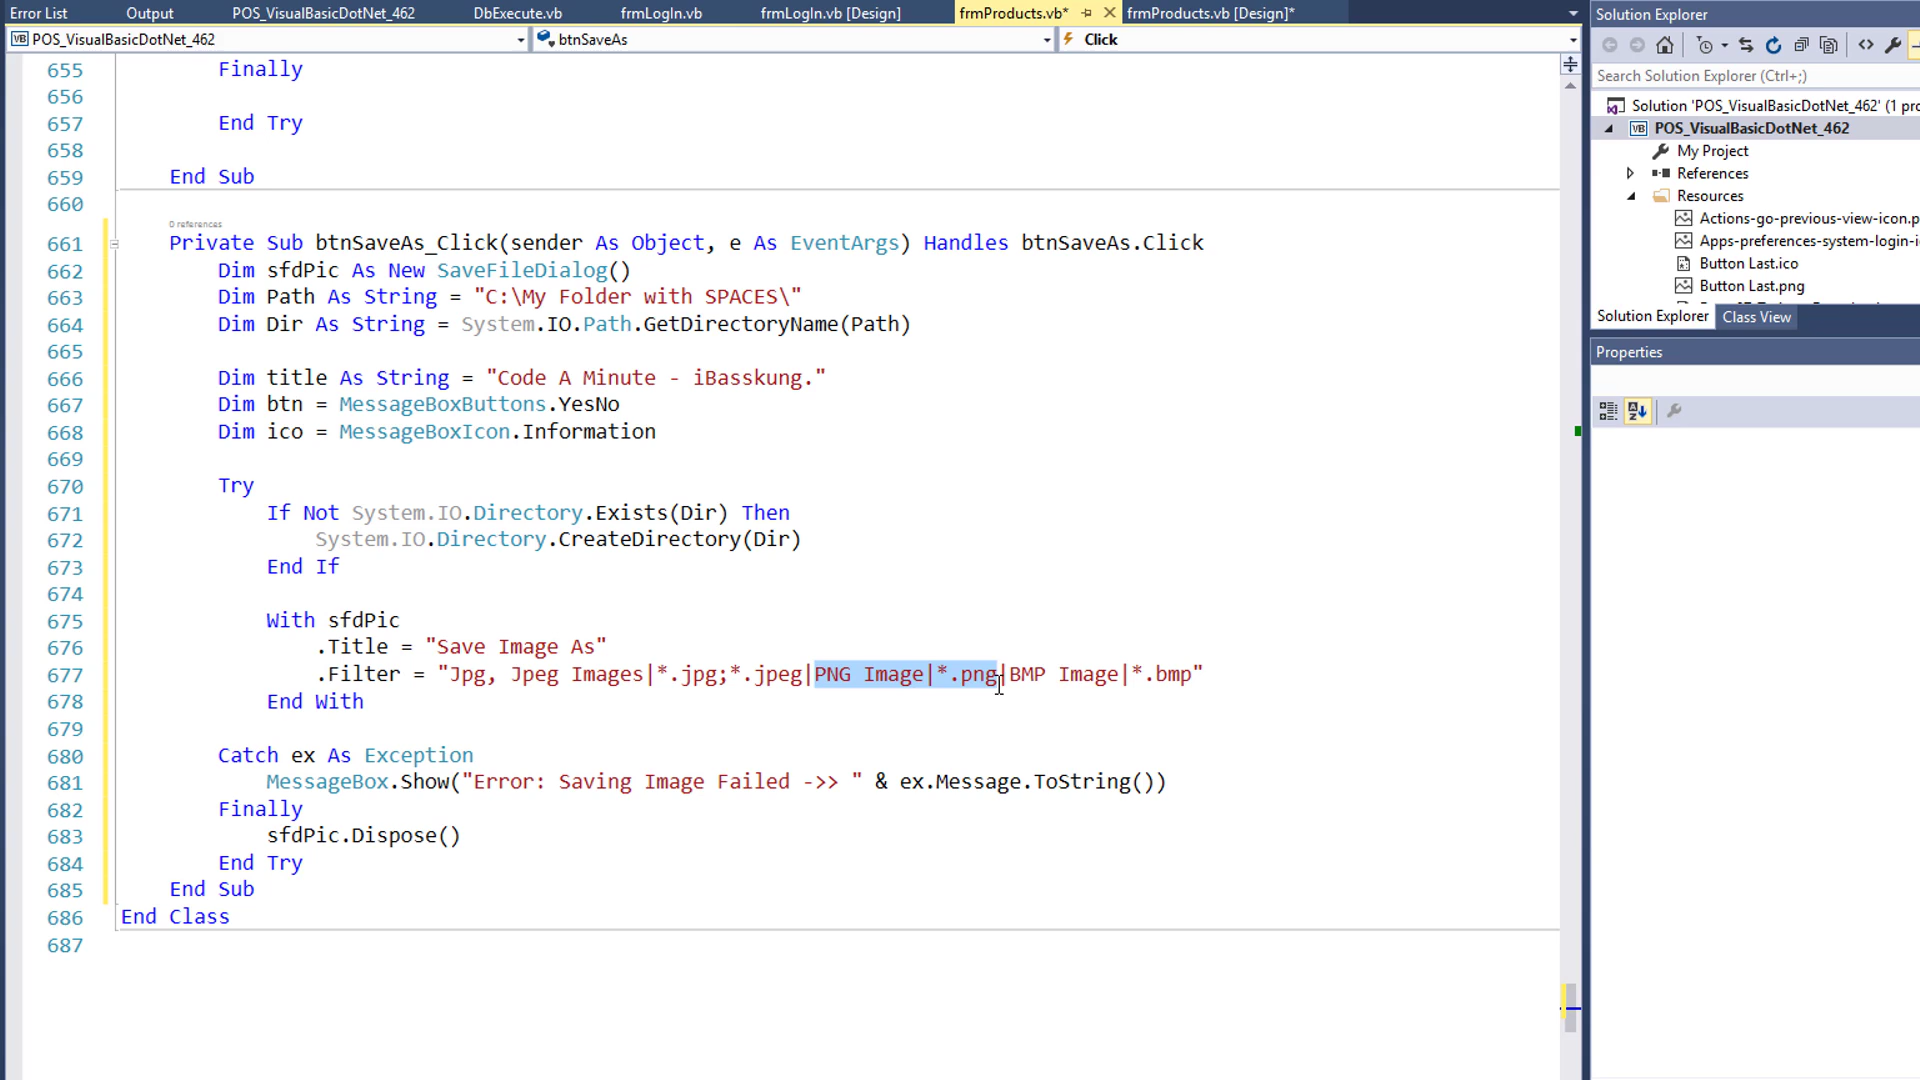 Error List Output POS_VisualBasicDotNet_462 DbExecute.vb frmLogIn.vb frmLogIn.vb [Design] frmProducts.vb* frmProducts.vb [Design]*
POS_VisualBasicDotNet_462 btnSaveAs Click
655 Finally
656
657 End Try
658
659 End Sub
660
0 references
661 Private Sub btnSaveAs_Click(sender As Object, e As EventArgs) Handles btnSaveAs.Click
662 Dim sfdPic As New SaveFileDialog()
663 Dim Path As String = "C:\My Folder with SPACES\"
664 Dim Dir As String = System.IO.Path.GetDirectoryName(Path)
665
666 Dim title As String = "Code A Minute - iBasskung."
667 Dim btn = MessageBoxButtons.YesNo
668 Dim ico = MessageBoxIcon.Information
669
670 Try
671 If Not System.IO.Directory.Exists(Dir) Then
672 System.IO.Directory.CreateDirectory(Dir)
673 End If
674
675 With sfdPic
676 .Title = "Save Image As"
677 .Filter = "Jpg, Jpeg Images|*.jpg;*.jpeg|PNG Image|*.png|BMP Image|*.bmp"
678 End With
679
680 Catch ex As Exception
681 MessageBox.Show("Error: Saving Image Failed ->> " & ex.Message.ToString())
682 Finally
683 sfdPic.Dispose()
684 End Try
685 End Sub
686 End Class
687
Solution Explorer
Search Solution Explorer (Ctrl+;)
Solution 'POS_VisualBasicDotNet_462' (1 pro
VB POS_VisualBasicDotNet_462
My Project
References
Resources
Actions-go-previous-view-icon.p
Apps-preferences-system-login-i
Button Last.ico
Button Last.png
Solution Explorer Class View
Properties